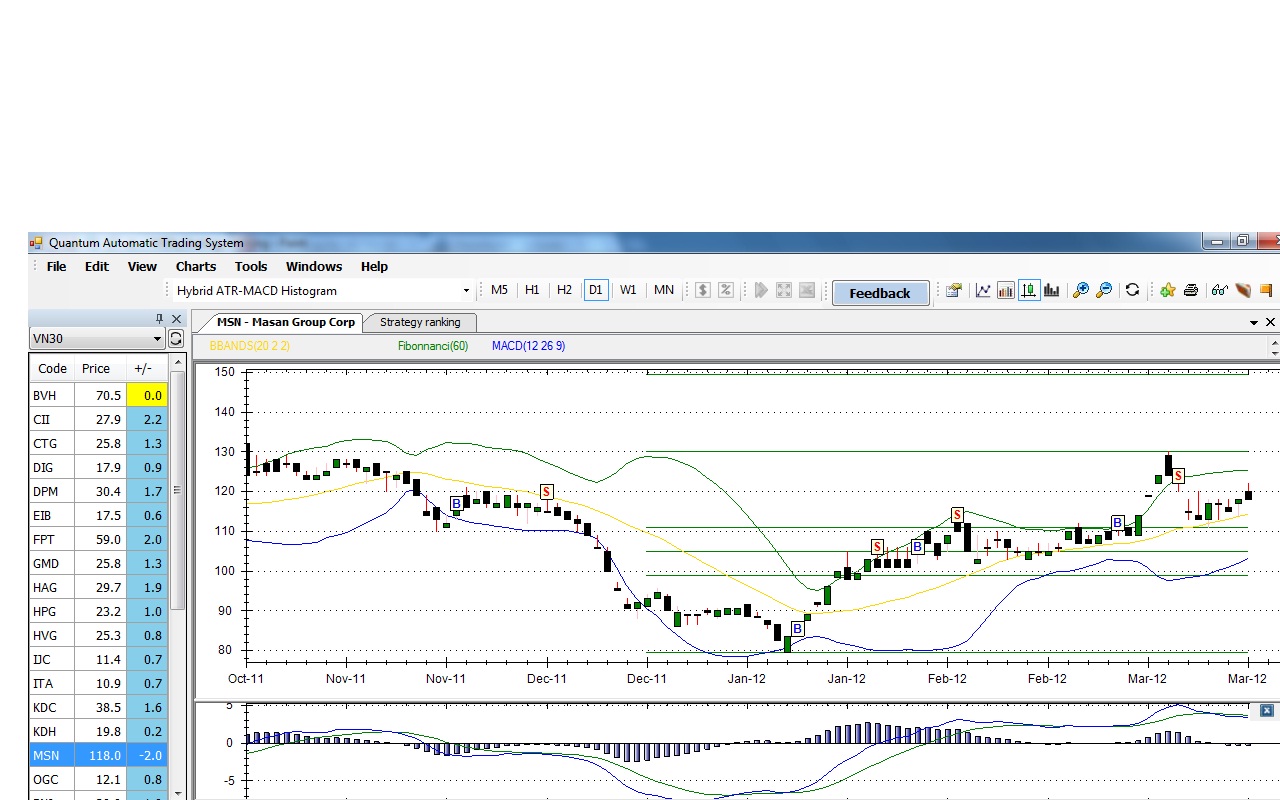 Quantum Automatic Trading System
File Edit View Charts Tools Windows Help
Hybrid ATR-MACD Histogram M5 H1 H2 D1 W1 MN $ % Feedback
VN30
MSN - Masan Group Corp Strategy ranking
BBANDS(20 2 2) Fibonnanci(60) MACD(12 26 9)
Code Price +/-
BVH 70.5 0.0
CII 27.9 2.2
CTG 25.8 1.3
DIG 17.9 0.9
DPM 30.4 1.7
EIB 17.5 0.6
FPT 59.0 2.0
GMD 25.8 1.3
HAG 29.7 1.9
HPG 23.2 1.0
HVG 25.3 0.8
IJC 11.4 0.7
ITA 10.9 0.7
KDC 38.5 1.6
KDH 19.8 0.2
MSN 118.0 -2.0
OGC 12.1 0.8
150
140
130
120
110
100
90
80
B $ B $ B $ B $
Oct-11 Nov-11 Nov-11 Dec-11 Dec-11 Jan-12 Jan-12 Feb-12 Feb-12 Mar-12 Mar-12
5
0
-5